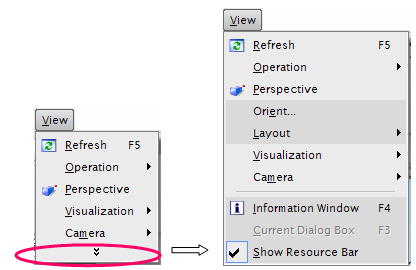 View
Refresh F5
Operation
Perspective
Visualization
Camera
View
Refresh F5
Operation
Perspective
Orient...
Layout
Visualization
Camera
Information Window F4
Current Dialog Box F3
Show Resource Bar